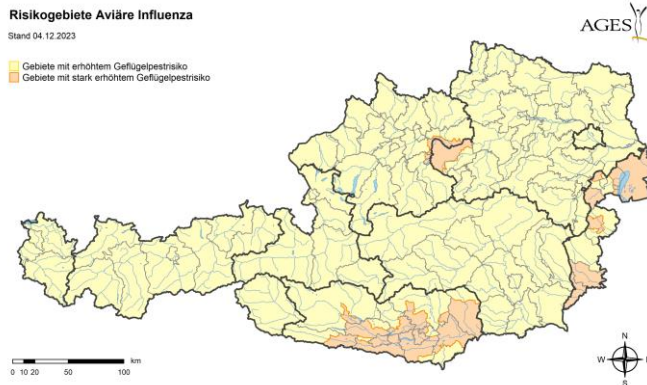 Risikogebiete Aviäre Influenza
AGES
Stand 04.12.2023
Gebiete mit erhöhtem Geflügelpestrisiko
Gebiete mit stark erhöhtem Geflügelpestrisiko
km
0 10 20 50 100
N
W E
S